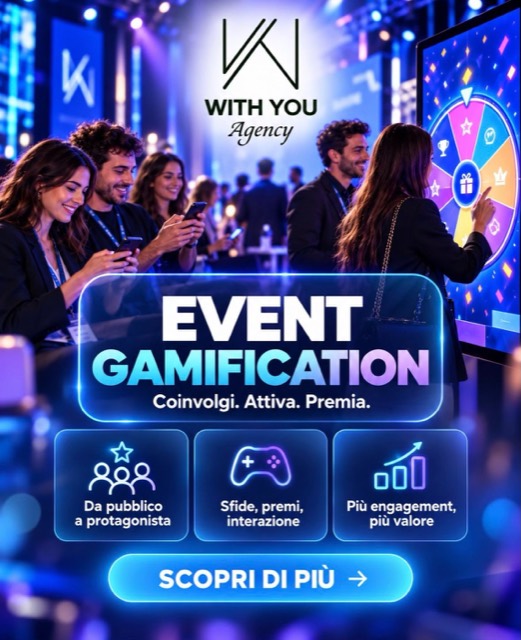 WITH YOU
Agency
EVENT
GAMIFICATION
Coinvolgi. Attiva. Premia.
Da pubblico
a protagonista
Sfide, premi,
interazione
Più engagement,
più valore
SCOPRI DI PIÙ →